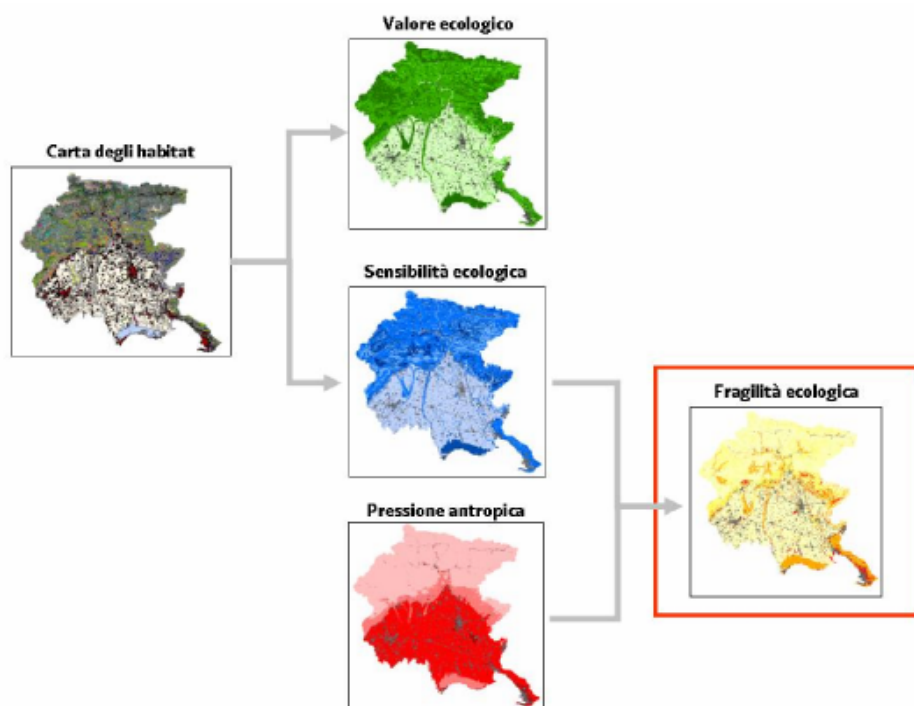 Valore ecologico
Carta degli habitat
Sensibilità ecologica
Fragilità ecologica
Pressione antropica